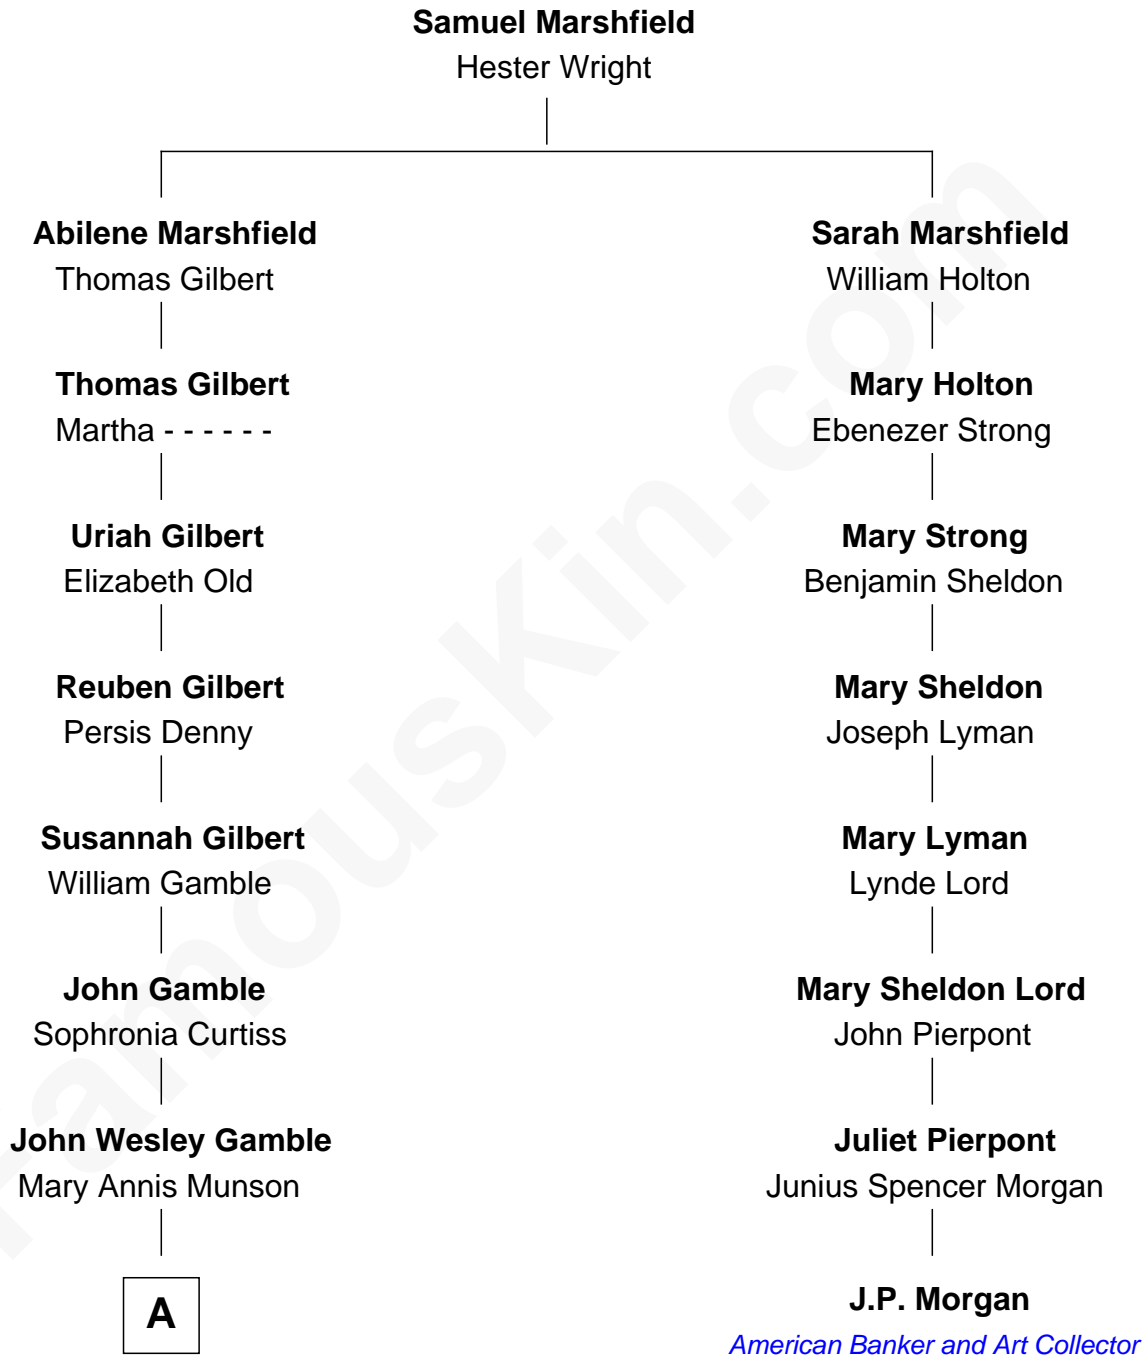 Samuel Marshfield
Hester Wright
Abilene Marshfield
Thomas Gilbert
Sarah Marshfield
William Holton
Thomas Gilbert
Martha - - - - - -
Mary Holton
Ebenezer Strong
Uriah Gilbert
Elizabeth Old
Mary Strong
Benjamin Sheldon
Reuben Gilbert
Persis Denny
Mary Sheldon
Joseph Lyman
Susannah Gilbert
William Gamble
Mary Lyman
Lynde Lord
John Gamble
Sophronia Curtiss
Mary Sheldon Lord
John Pierpont
John Wesley Gamble
Mary Annis Munson
Juliet Pierpont
Junius Spencer Morgan
A
J.P. Morgan
American Banker and Art Collector
FamousKin.com